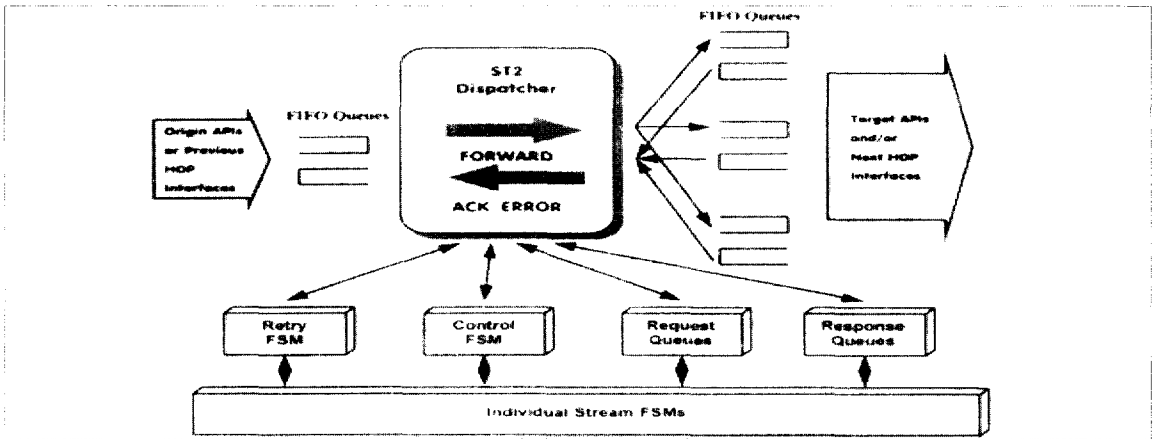 FIFO Queues
ST2
Dispatcher
FIFO Queues
Origin APIs
or Previous
HOP
Interfaces
FORWARD
ACK ERROR
Target APIs
and/or
Next HOP
Interfaces
Retry
FSM
Control
FSM
Request
Queues
Response
Queues
Individual Stream FSMs